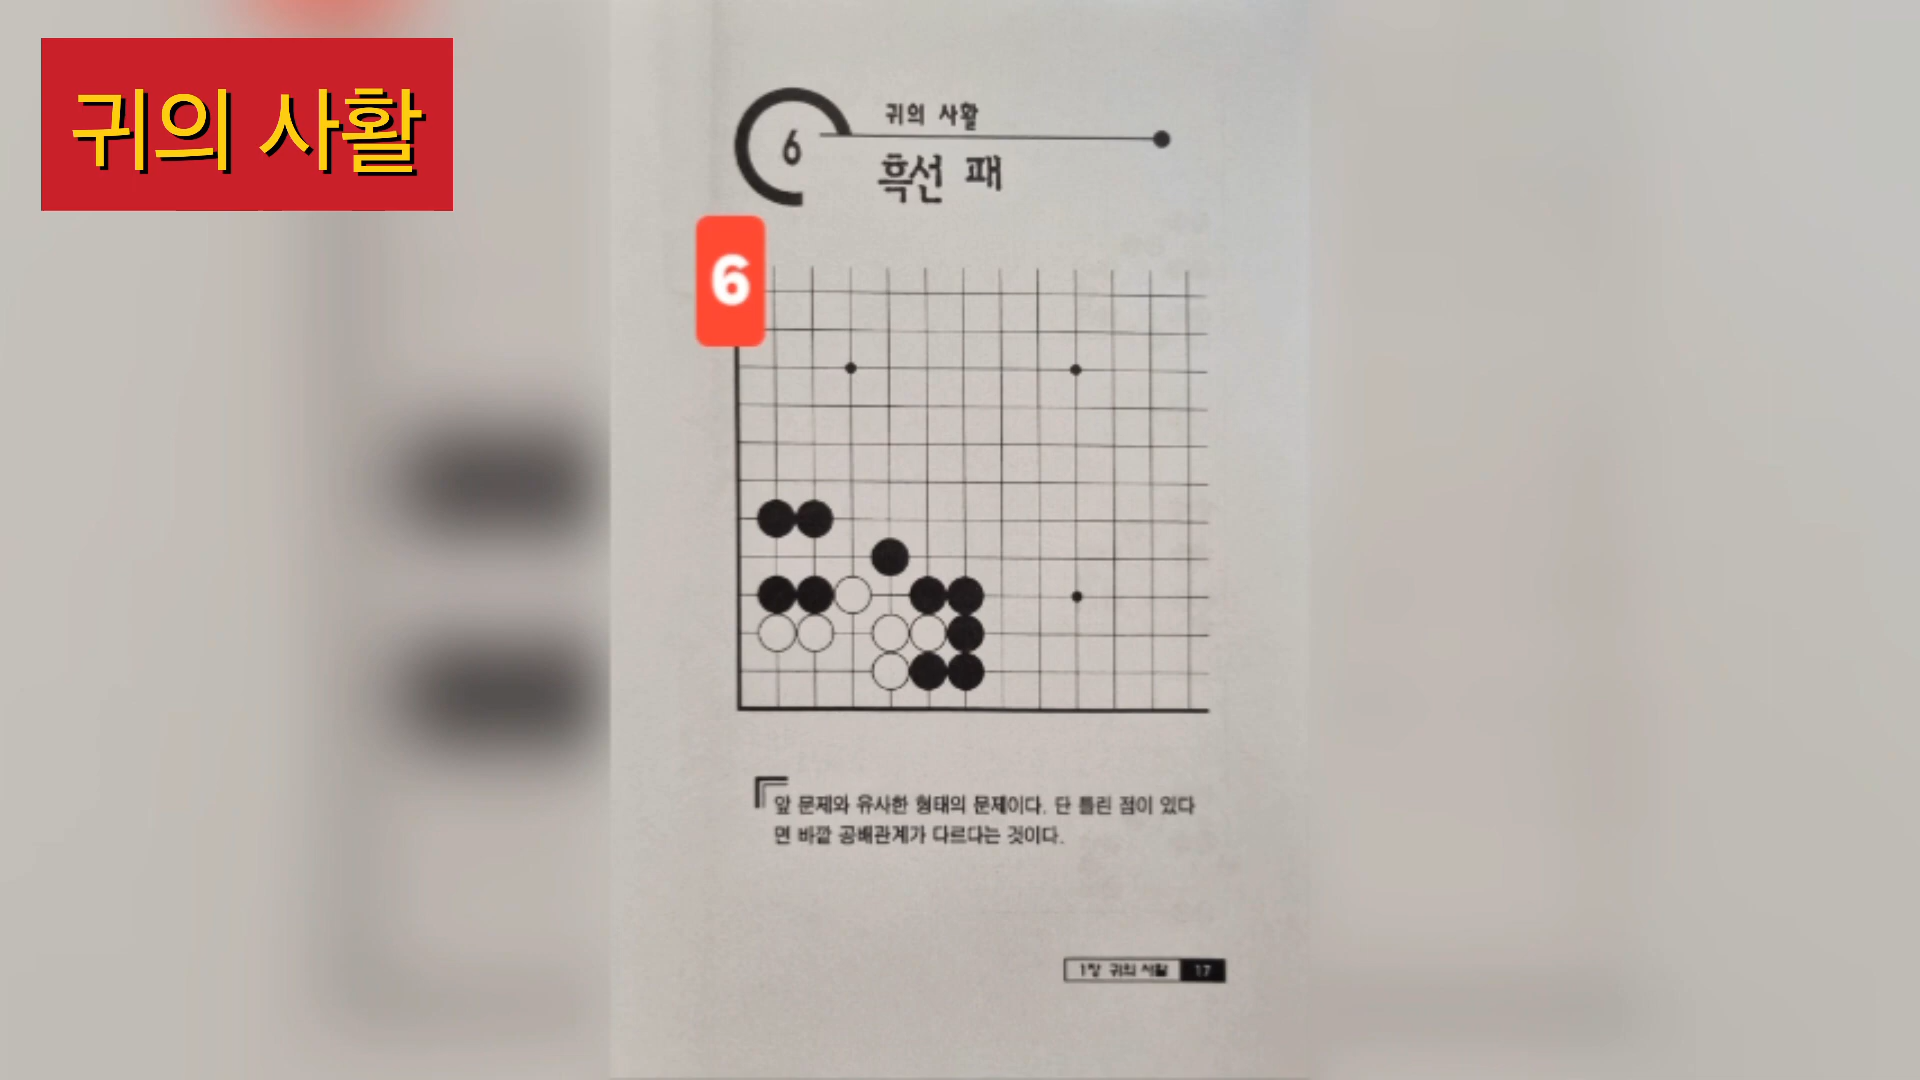 귀의 사활
6
귀의 사활
흑선 패
6
앞 문제와 유사한 형태의 문제이다. 단 틀린 점이 있다
면 바깥 공배관계가 다르다는 것이다.
1장 귀의 사활 17